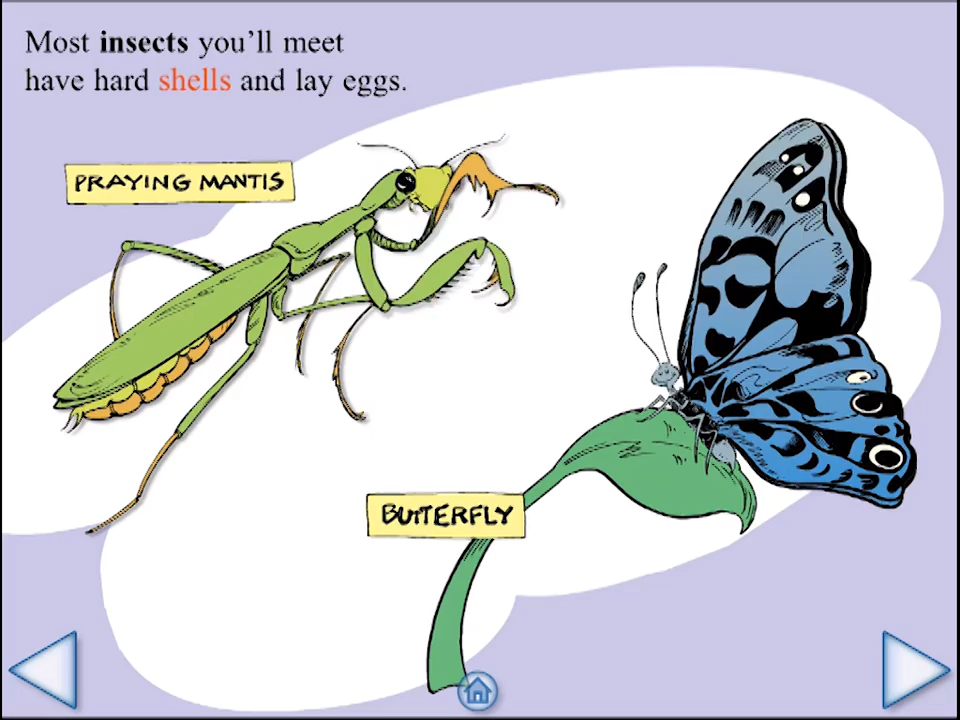 Most insects you'll meet
have hard shells and lay eggs.
PRAYING MANTIS
BUTTERFLY